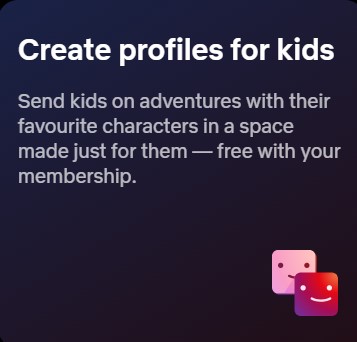 Create profiles for kids
Send kids on adventures with their
favourite characters in a space
made just for them — free with your
membership.